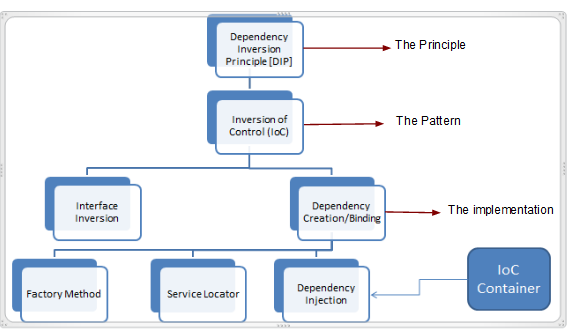 Dependency
Inversion
Principle [DIP]
The Principle
Inversion of
Control (IoC)
The Pattern
Interface
Inversion
Dependency
Creation/Binding
The implementation
Factory Method
Service Locator
Dependency
Injection
IoC
Container